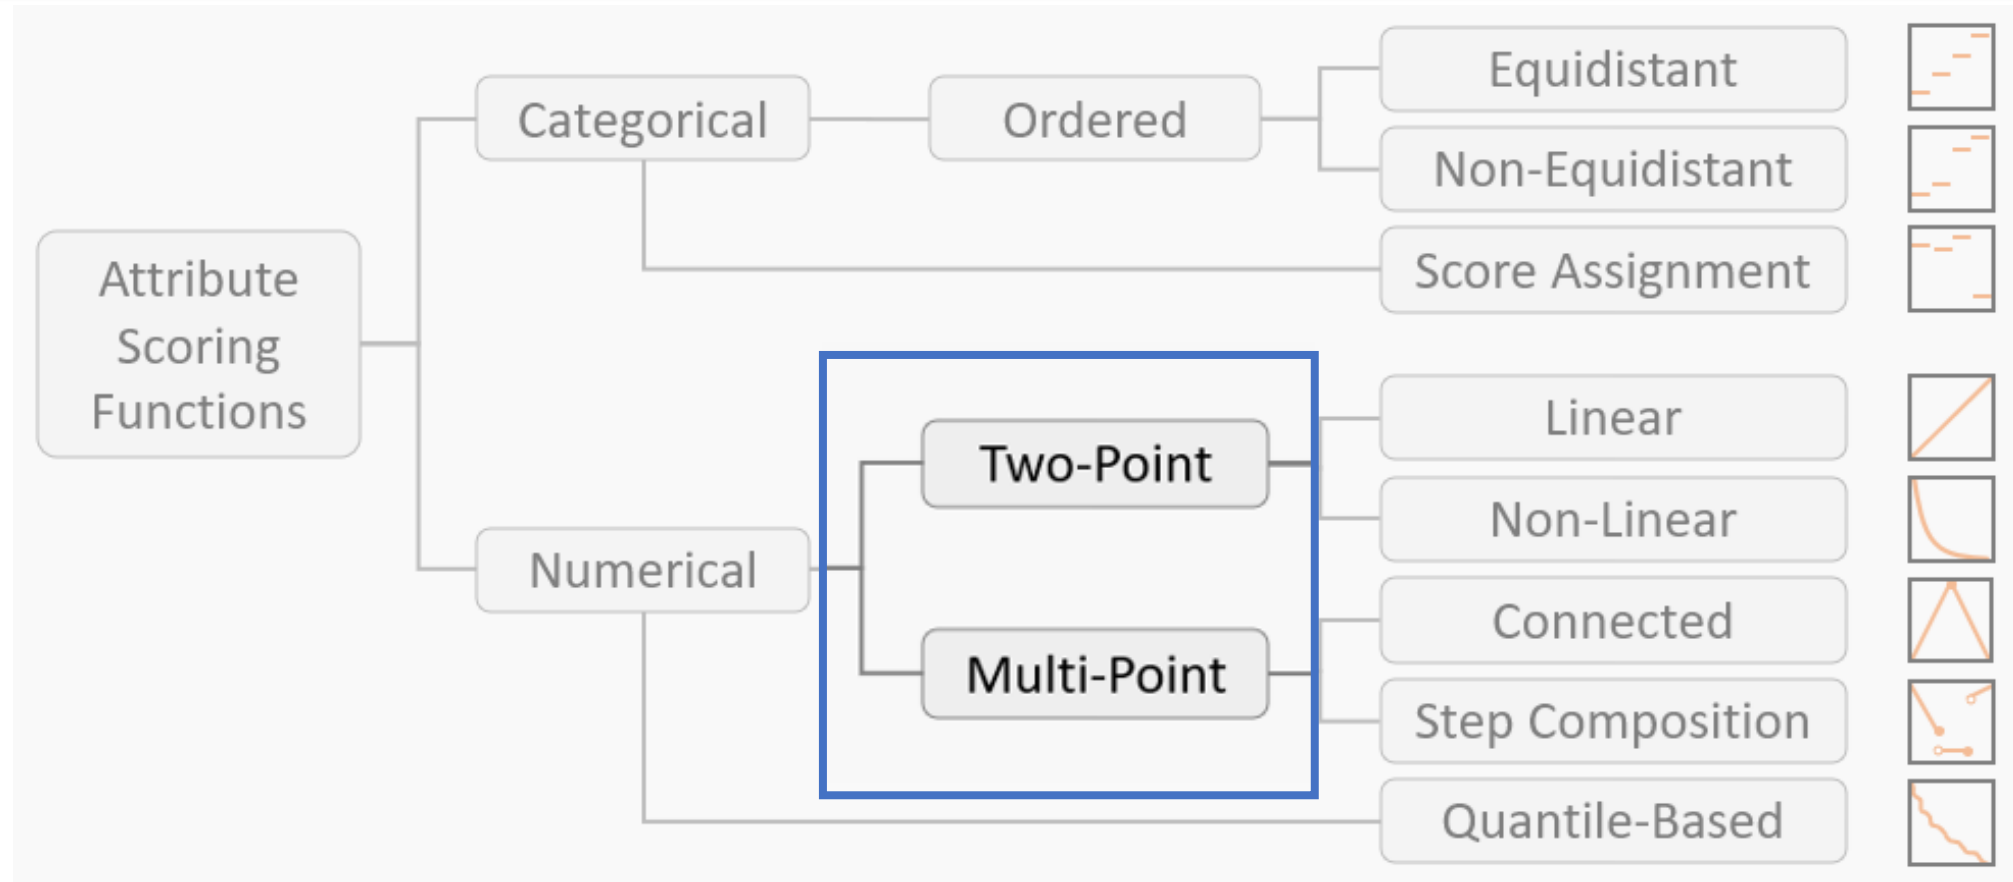 Attribute
Scoring
Functions
Categorical
Ordered
Equidistant
Non-Equidistant
Score Assignment
Numerical
Two-Point
Linear
Non-Linear
Multi-Point
Connected
Step Composition
Quantile-Based